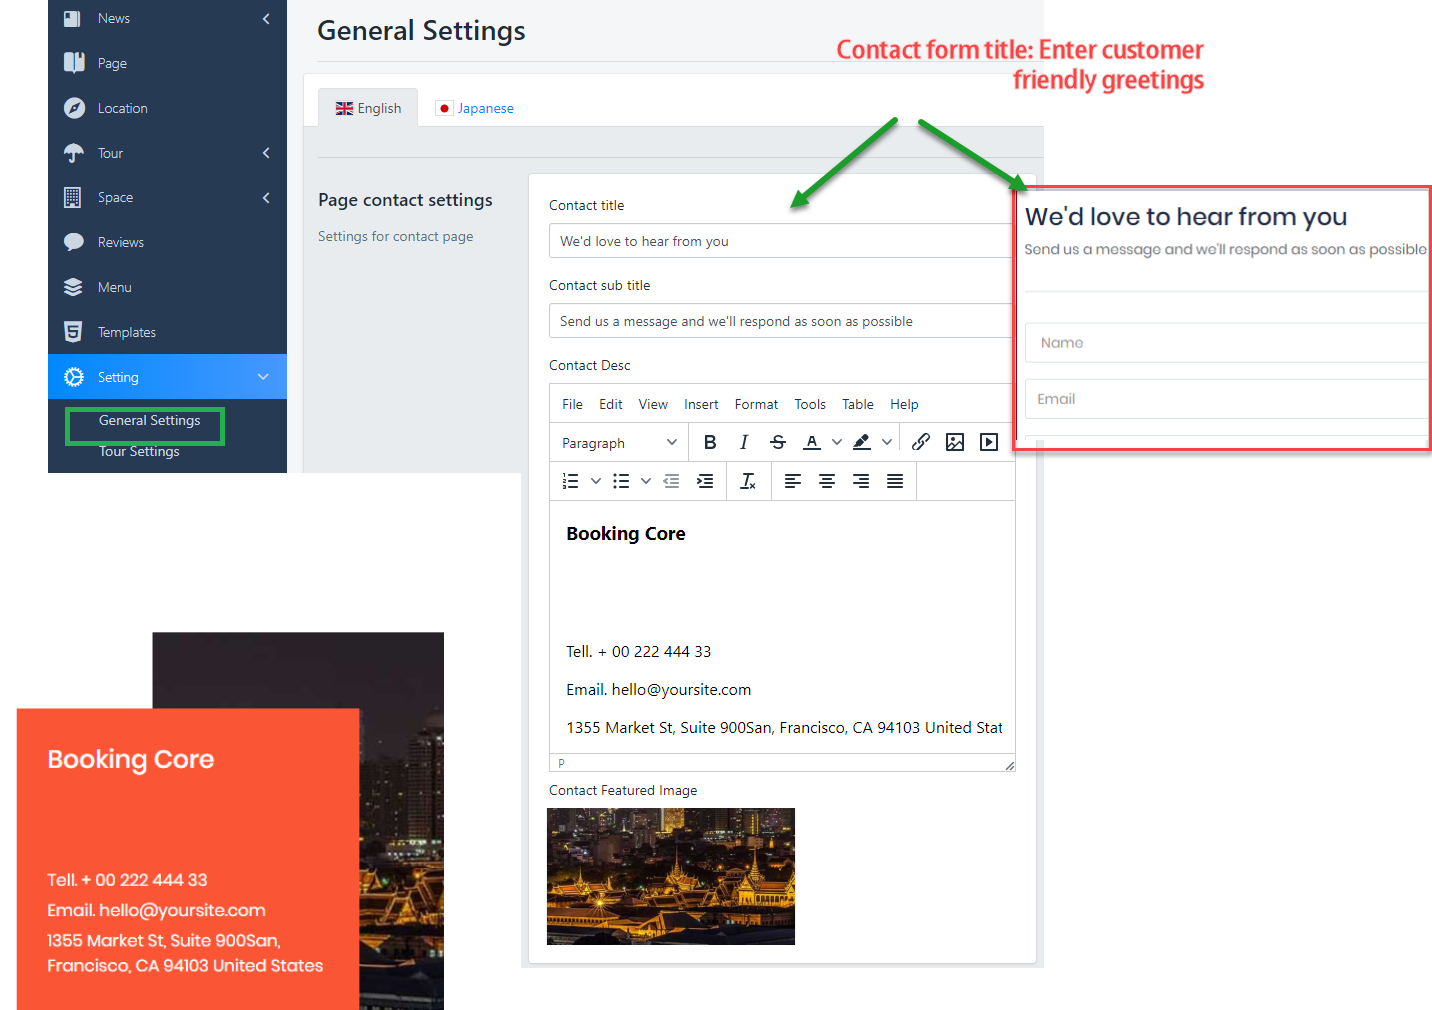 News
Page
Location
Tour
Space
Reviews
Menu
Templates
Setting
General Settings
Tour Settings
General Settings
Contact form title: Enter customer
friendly greetings
English
Japanese
Page contact settings
Settings for contact page
Contact title
We'd love to hear from you
Contact sub title
Send us a message and we'll respond as soon as possible
Contact Desc
File Edit View Insert Format Tools Table Help
Paragraph
Booking Core
Tell. + 00 222 444 33
Email. hello@yoursite.com
1355 Market St, Suite 900San, Francisco, CA 94103 United Stat
P
Contact Featured Image
We'd love to hear from you
Send us a message and we'll respond as soon as possible
Name
Email
Booking Core
Tell. + 00 222 444 33
Email. hello@yoursite.com
1355 Market St, Suite 900San,
Francisco, CA 94103 United States